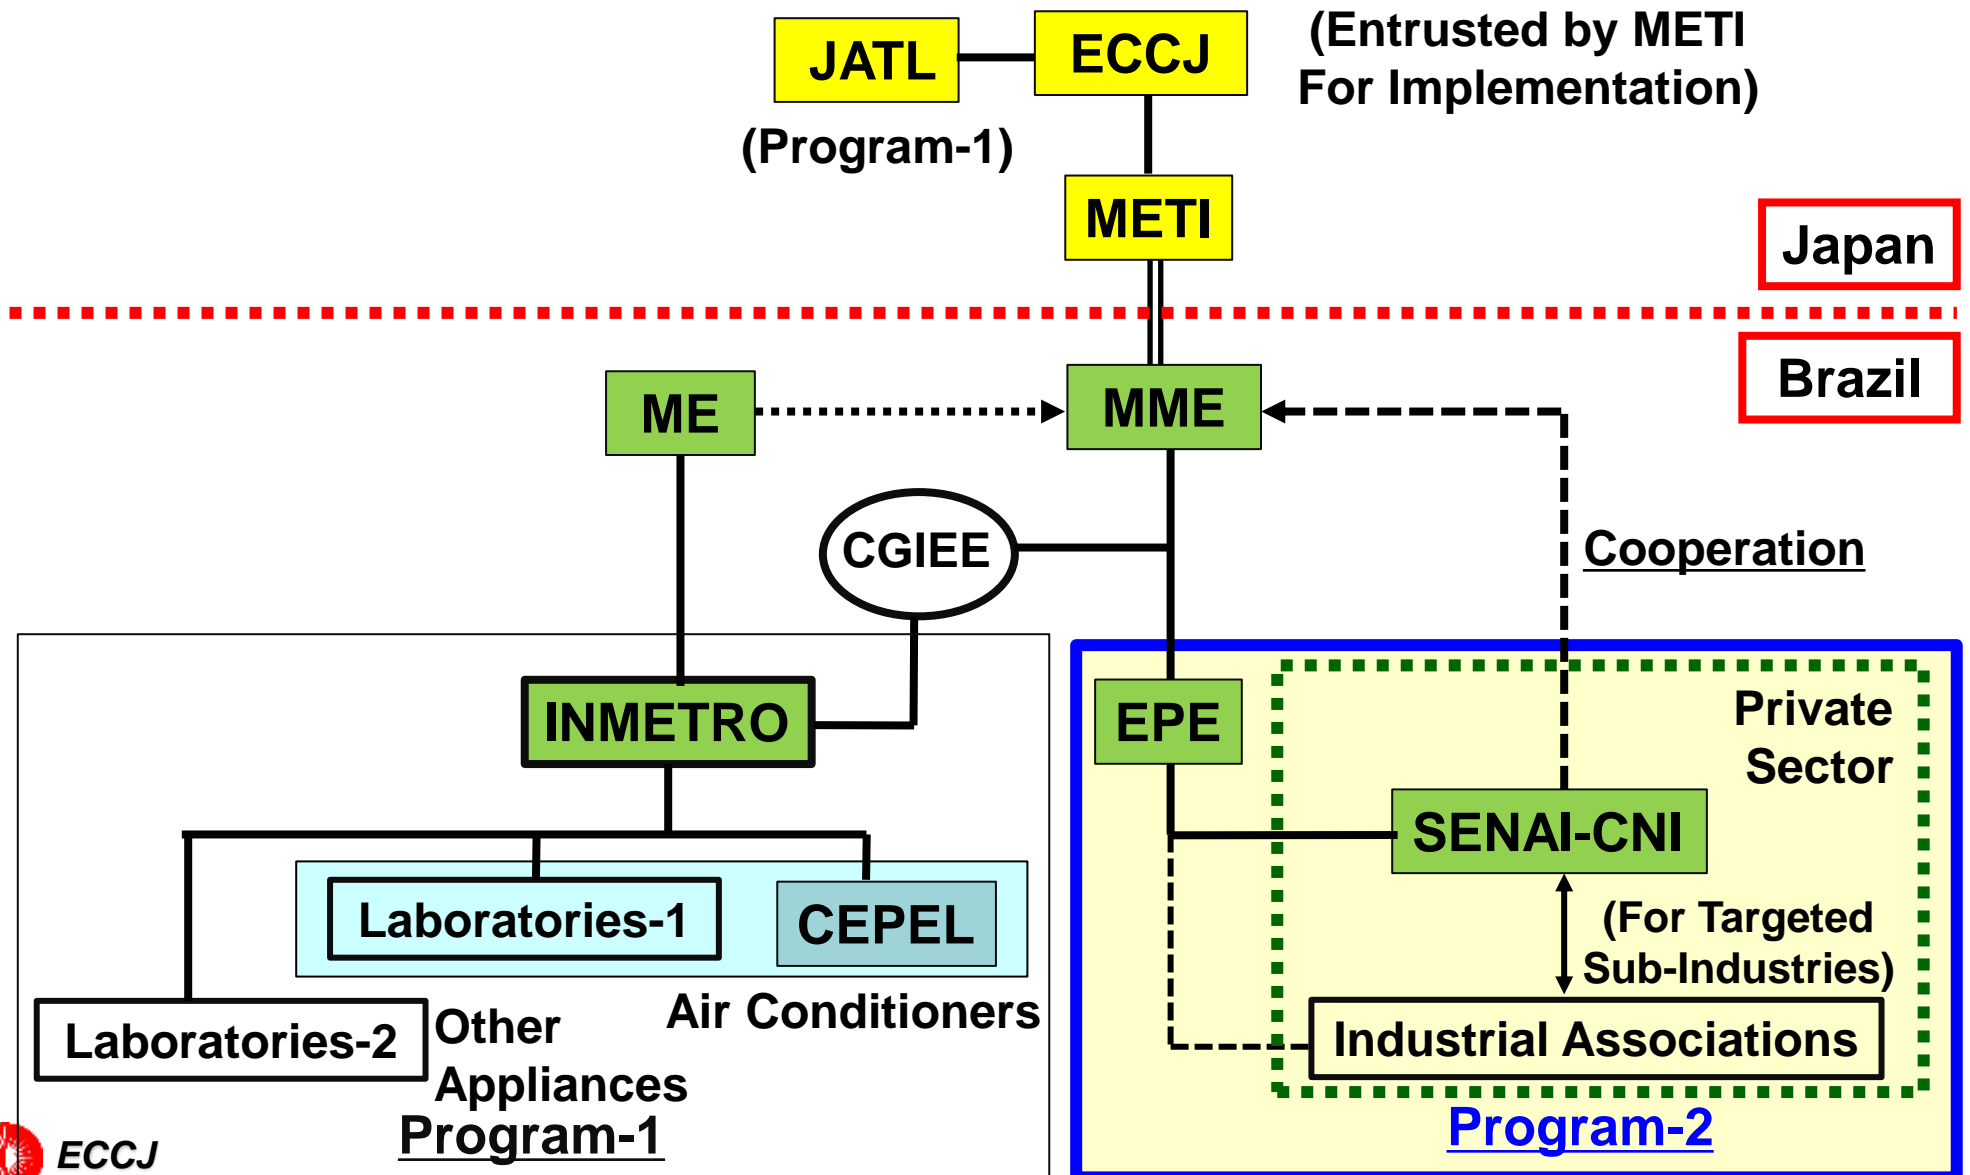 JATL
ECCJ
(Entrusted by METI
For Implementation)
(Program-1)
METI
Japan
Brazil
ME
MME
CGIEE
Cooperation
INMETRO
EPE
Private
Sector
SENAI-CNI
Laboratories-1
CEPEL
(For Targeted
Sub-Industries)
Air Conditioners
Laboratories-2
Other
Appliances
Industrial Associations
Program-1
Program-2
ECCJ